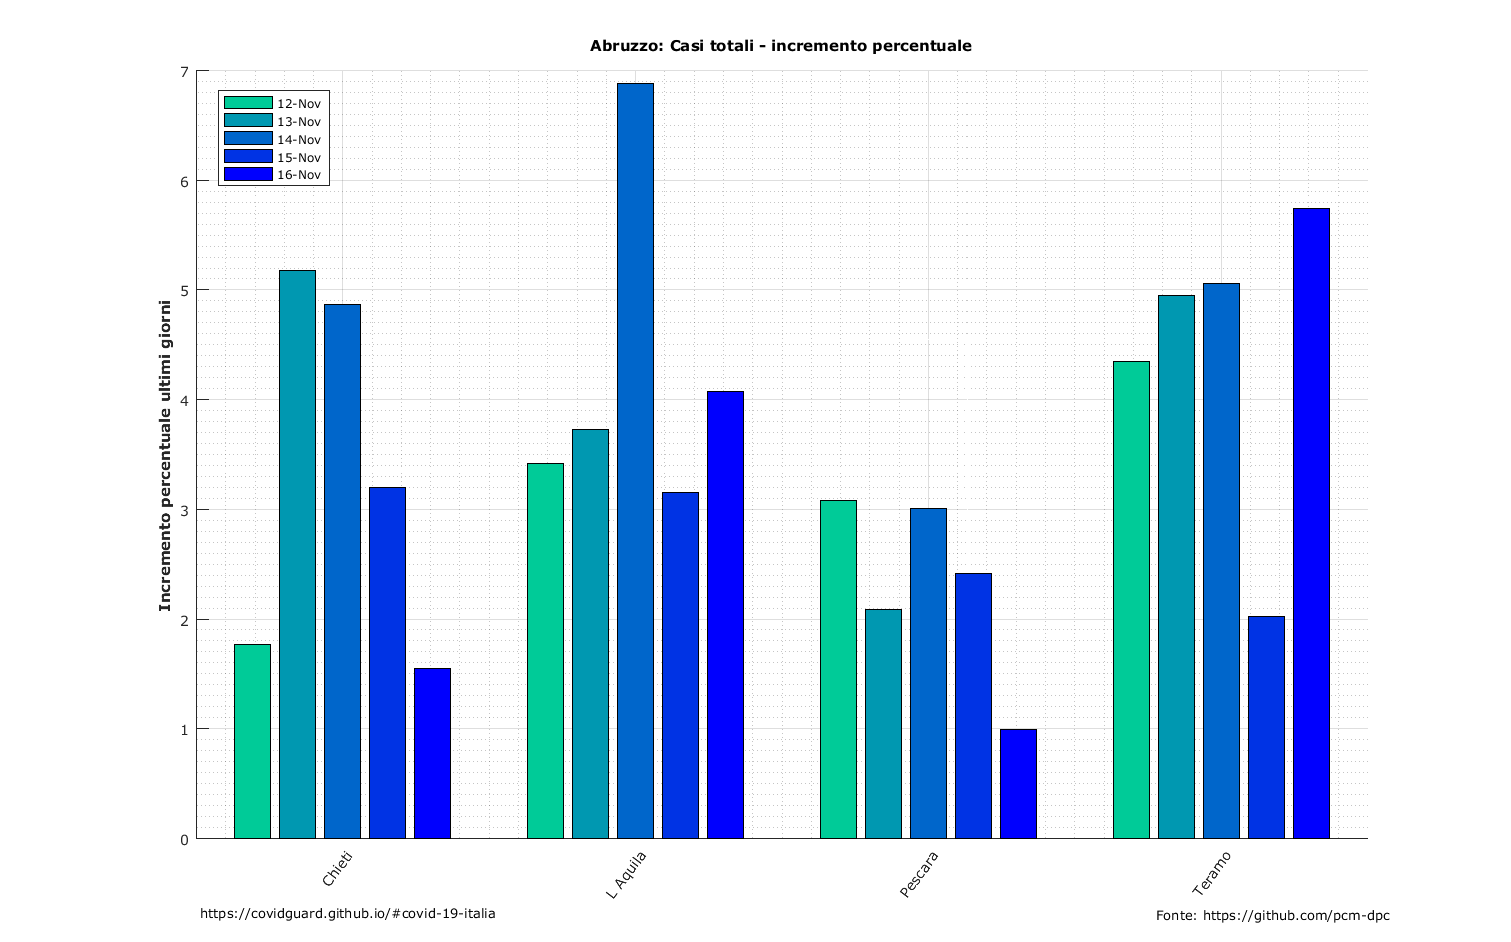 Abruzzo: Casi totali - incremento percentuale
12-Nov
13-Nov
14-Nov
15-Nov
16-Nov
Incremento percentuale ultimi giorni
7
6
5
4
3
2
1
0
Chieti
L Aquila
Pescara
Teramo
https://covidguard.github.io/#covid-19-italia
Fonte: https://github.com/pcm-dpc